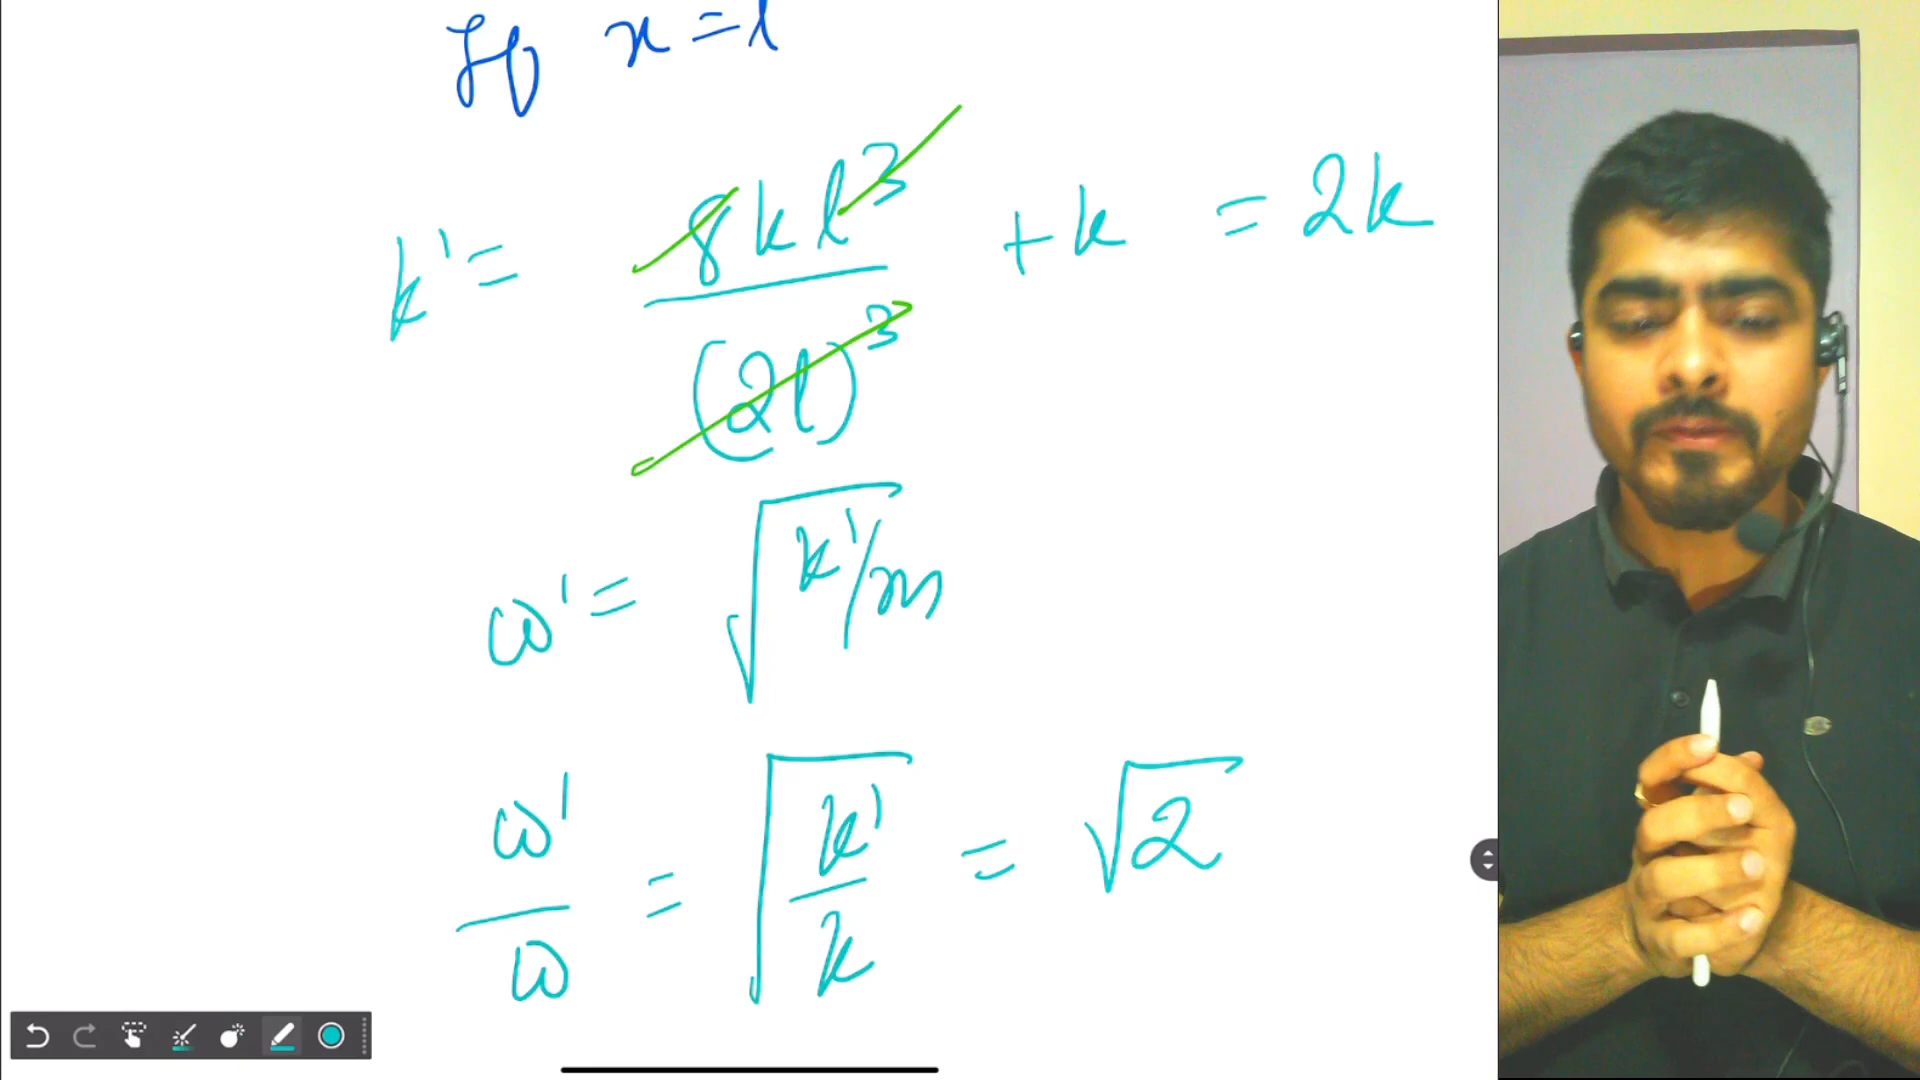 If x = l
k' = 8kl³ / (2l)³ + k = 2k
ω' = √(k'/m)
ω'/ω = √(k'/k) = √2